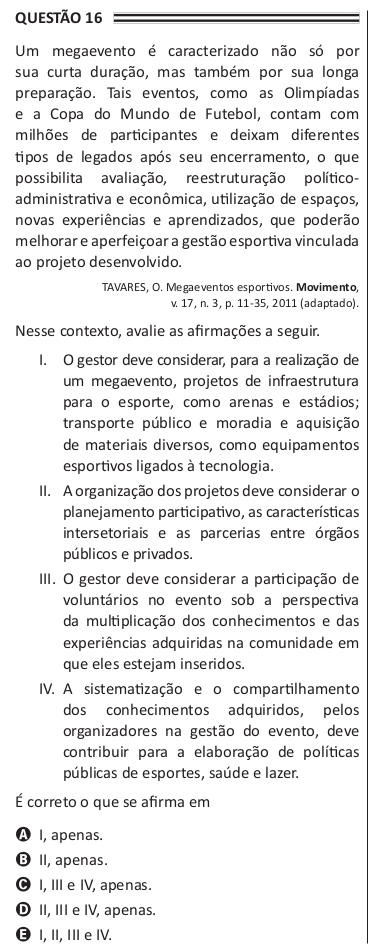 QUESTÃO 16
Um megaevento é caracterizado não só por
sua curta duração, mas também por sua longa
preparação. Tais eventos, como as Olimpíadas
e a Copa do Mundo de Futebol, contam com
milhões de participantes e deixam diferentes
tipos de legados após seu encerramento, o que
possibilita avaliação, reestruturação político-
administrativa e econômica, utilização de espaços,
novas experiências e aprendizados, que poderão
melhorar e aperfeiçoar a gestão esportiva vinculada
ao projeto desenvolvido.
TAVARES, O. Megaeventos esportivos. Movimento,
v. 17, n. 3, p. 11-35, 2011 (adaptado).
Nesse contexto, avalie as afirmações a seguir.
I. O gestor deve considerar, para a realização de
um megaevento, projetos de infraestrutura
para o esporte, como arenas e estádios;
transporte público e moradia e aquisição
de materiais diversos, como equipamentos
esportivos ligados à tecnologia.
II. A organização dos projetos deve considerar o
planejamento participativo, as características
intersetoriais e as parcerias entre órgãos
públicos e privados.
III. O gestor deve considerar a participação de
voluntários no evento sob a perspectiva
da multiplicação dos conhecimentos e das
experiências adquiridas na comunidade em
que eles estejam inseridos.
IV. A sistematização e o compartilhamento
dos conhecimentos adquiridos, pelos
organizadores na gestão do evento, deve
contribuir para a elaboração de políticas
públicas de esportes, saúde e lazer.
É correto o que se afirma em
A I, apenas.
B II, apenas.
C I, III e IV, apenas.
D II, III e IV, apenas.
E I, II, III e IV.